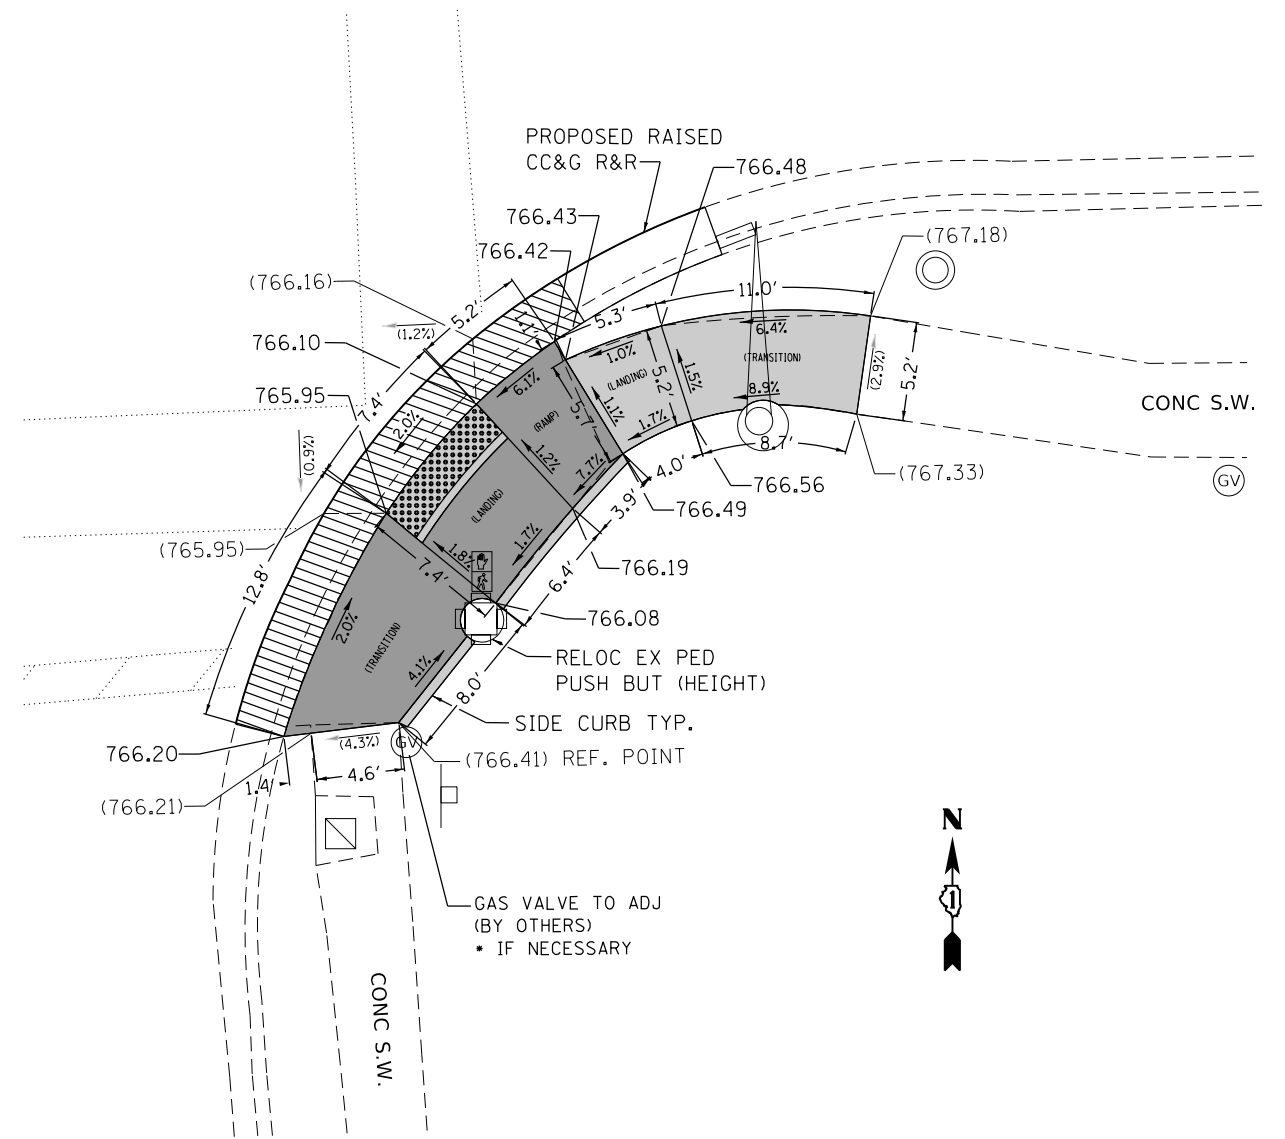 PROPOSED RAISED
CC&G R&R
766.48
766.43
766.42
(767.18)
(766.16)
11.0'
5.2'
5.3'
(1.2%)
6.4%
766.10
1.0%
(TRANSITION)
(2.9%)
5.2'
6.1%
(LANDING)
5.2'
1.5%
8.9%
765.95
7.4'
2.0%
(RAMP)
5.7'
1.1%
1.7%
CONC S.W.
(0.9%)
1.2%
7.7%
4.0'
8.7'
(767.33)
GV
766.56
(LANDING)
3.9'
766.49
(765.95)
1.8%
1.7%
766.19
12.8'
7.4'
6.4'
766.08
2.0%
(TRANSITION)
4.1%
RELOC EX PED
PUSH BUT (HEIGHT)
8.0'
SIDE CURB TYP.
766.20
(4.3%)
GV
(766.41) REF. POINT
1.4'
4.6'
(766.21)
N
1
GAS VALVE TO ADJ
(BY OTHERS)
* IF NECESSARY
CONC S.W.